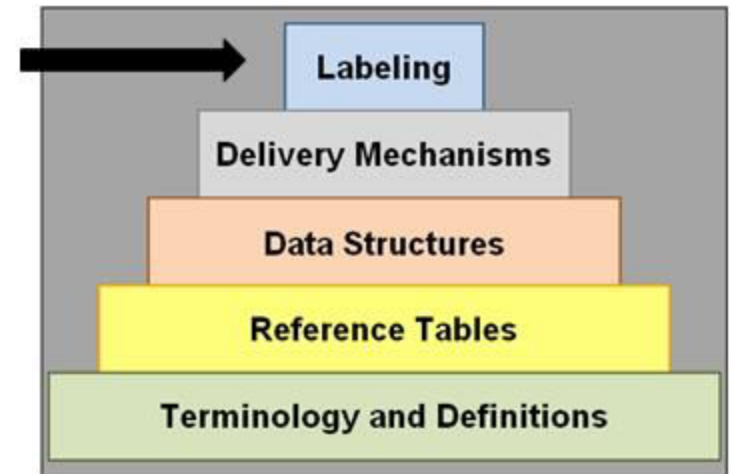 Labeling
Delivery Mechanisms
Data Structures
Reference Tables
Terminology and Definitions